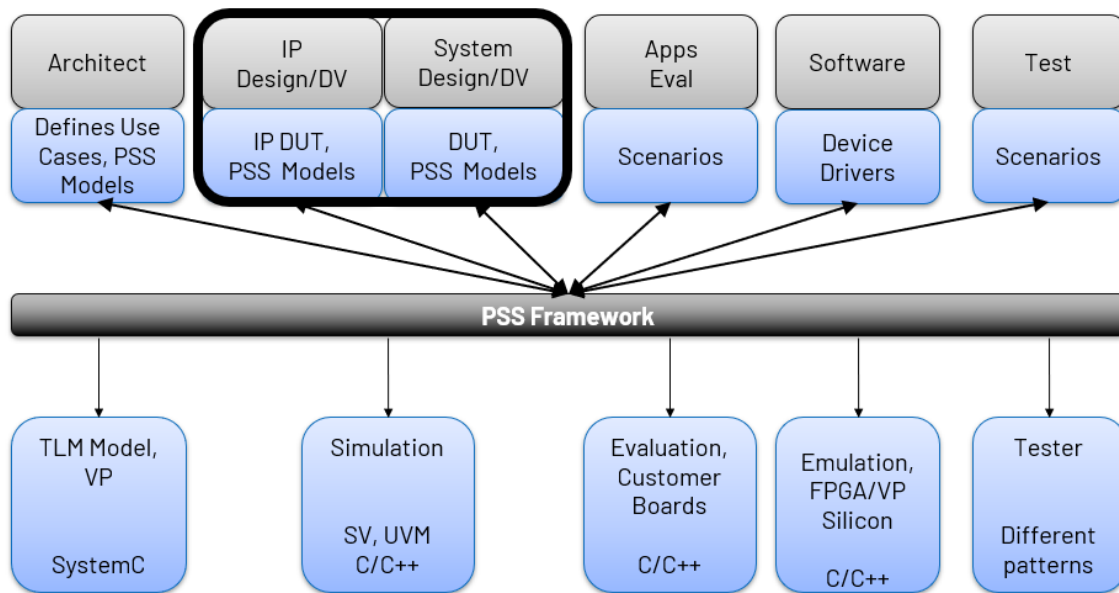 Architect
IP
Design/DV
System
Design/DV
Apps
Eval
Software
Test
Defines Use
Cases, PSS
Models
IP DUT,
PSS Models
DUT,
PSS Models
Scenarios
Device
Drivers
Scenarios
PSS Framework
TLM Model,
VP
SystemC
Simulation
SV, UVM
C/C++
Evaluation,
Customer
Boards
C/C++
Emulation,
FPGA/VP
Silicon
C/C++
Tester
Different
patterns